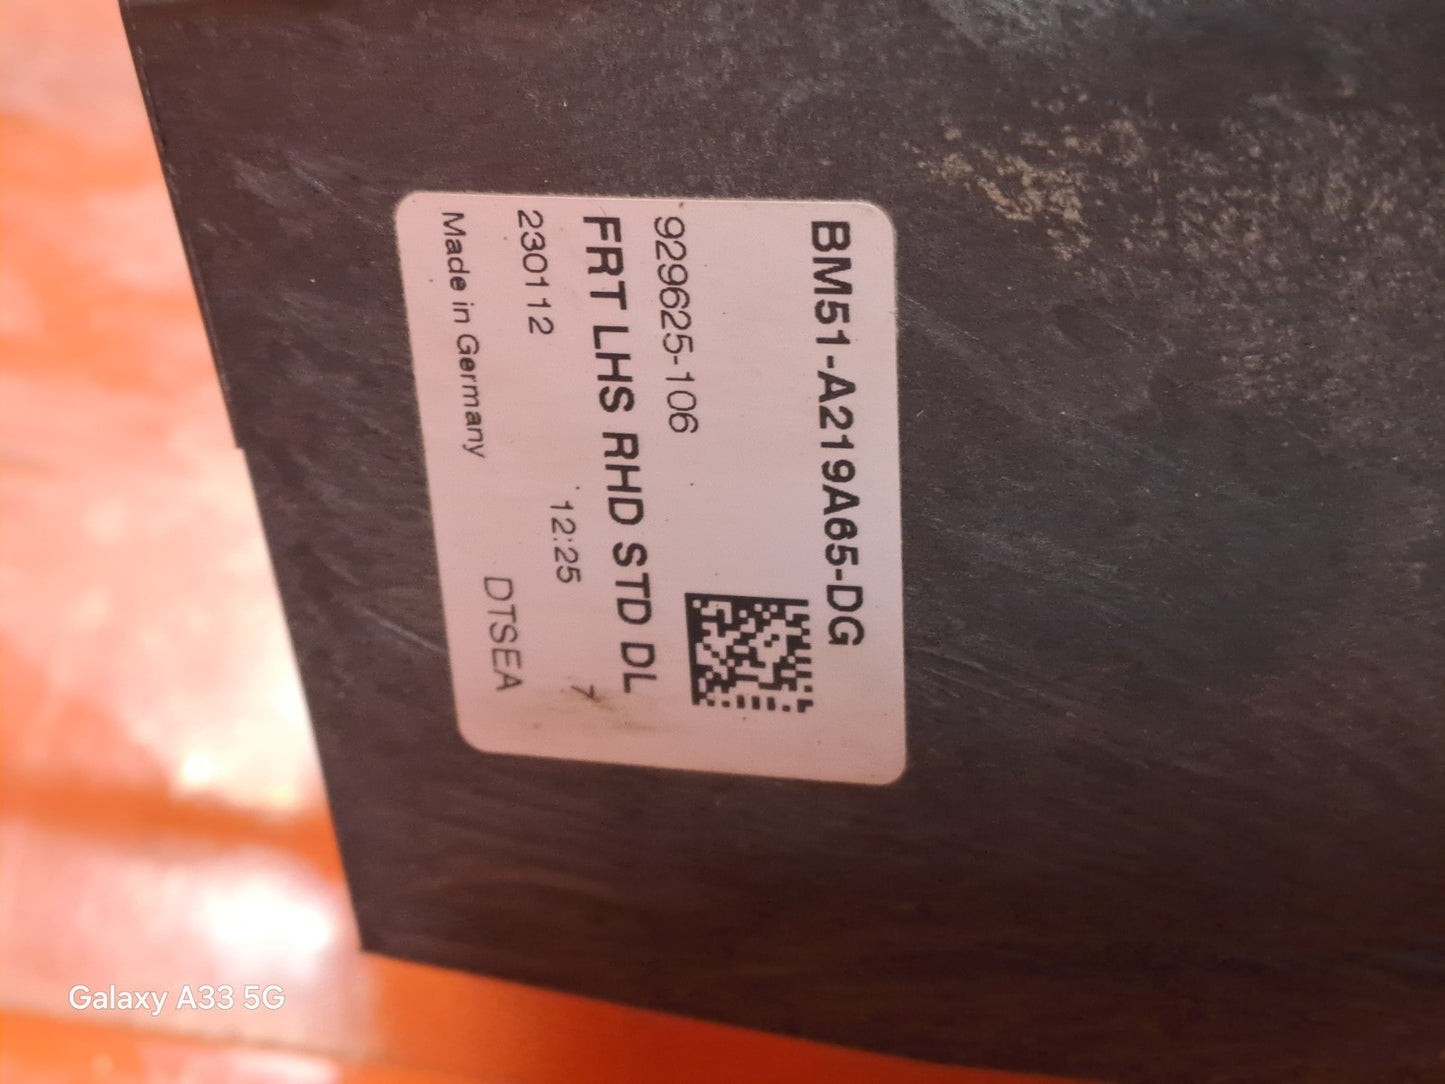 BM51-A219A65-DG
929625-106
FRT LHS RHD STD DL
230112 12:25 7
Made in Germany DTSEA
Galaxy A33 5G